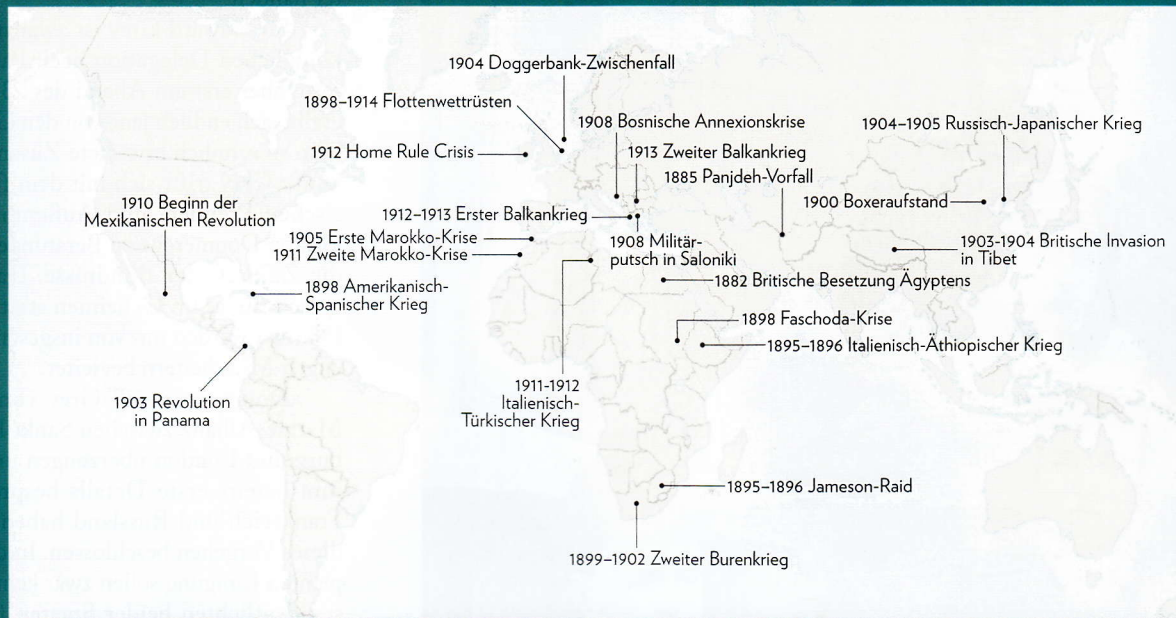 1904 Doggerbank-Zwischenfall
1898–1914 Flottenwettrüsten
1908 Bosnische Annexionskrise
1904–1905 Russisch-Japanischer Krieg
1912 Home Rule Crisis
1913 Zweiter Balkankrieg
1885 Panjdeh-Vorfall
1910 Beginn der
Mexikanischen Revolution
1900 Boxeraufstand
1912–1913 Erster Balkankrieg
1905 Erste Marokko-Krise
1911 Zweite Marokko-Krise
1908 Militär-
putsch in Saloniki
1903-1904 Britische Invasion
in Tibet
1898 Amerikanisch-
Spanischer Krieg
1882 Britische Besetzung Ägyptens
1898 Faschoda-Krise
1895–1896 Italienisch-Äthiopischer Krieg
1903 Revolution
in Panama
1911-1912
Italienisch-
Türkischer Krieg
1895–1896 Jameson-Raid
1899–1902 Zweiter Burenkrieg